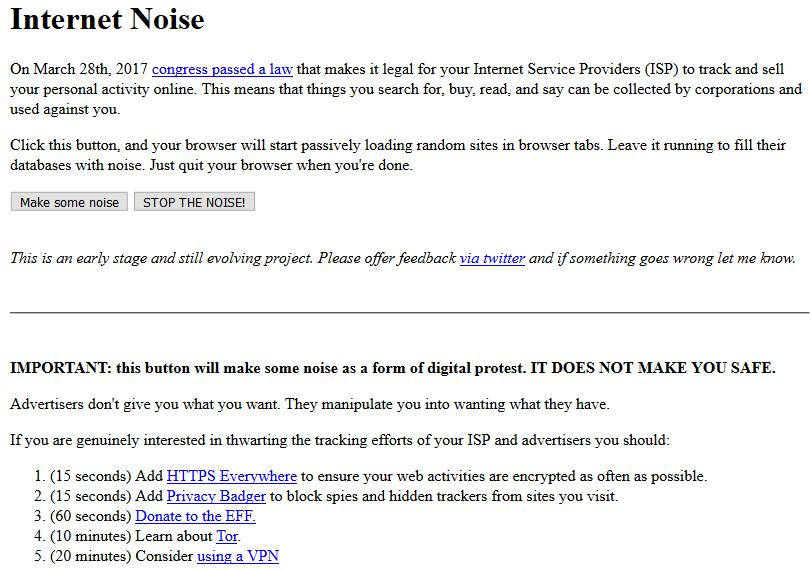 Internet Noise
On March 28th, 2017 congress passed a law that makes it legal for your Internet Service Providers (ISP) to track and sell
your personal activity online. This means that things you search for, buy, read, and say can be collected by corporations and
used against you.
Click this button, and your browser will start passively loading random sites in browser tabs. Leave it running to fill their
databases with noise. Just quit your browser when you're done.
Make some noise STOP THE NOISE!
This is an early stage and still evolving project. Please offer feedback via twitter and if something goes wrong let me know.
IMPORTANT: this button will make some noise as a form of digital protest. IT DOES NOT MAKE YOU SAFE.
Advertisers don't give you what you want. They manipulate you into wanting what they have.
If you are genuinely interested in thwarting the tracking efforts of your ISP and advertisers you should:
1. (15 seconds) Add HTTPS Everywhere to ensure your web activities are encrypted as often as possible.
2. (15 seconds) Add Privacy Badger to block spies and hidden trackers from sites you visit.
3. (60 seconds) Donate to the EFF.
4. (10 minutes) Learn about Tor.
5. (20 minutes) Consider using a VPN